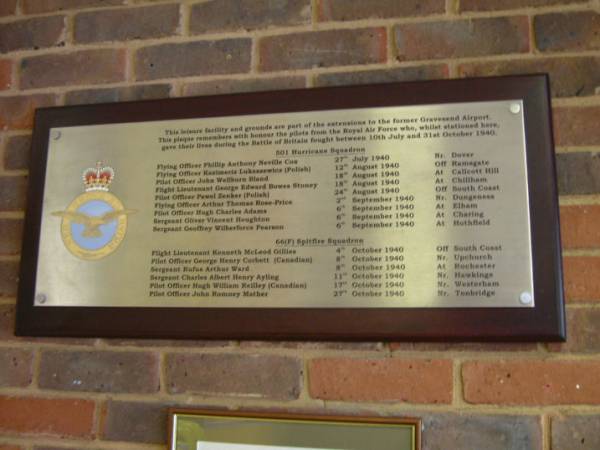 This leisure facility and grounds are part of the extensions to the former Gravesend Airport.
This plaque remembers with honour the pilots from the Royal Air Force who, whilst stationed here,
gave their lives during the Battle of Britain fought between 10th July and 31st October 1940.
501 Hurricane Squadron
Flying Officer Phillip Anthony Neville Cox 27th July 1940 Nr. Dover
Flying Officer Kazimerz Lukaszewicz (Polish) 12th August 1940 Off Ramsgate
Pilot Officer John Wellburn Bland 18th August 1940 At Calicott Hill
Flight Lieutenant George Edward Bowes Stoney 18th August 1940 At Chilham
Pilot Officer Pawel Zenker (Polish) 24th August 1940 Off South Coast
Flying Officer Arthur Thomas Rose-Price 2nd September 1940 Nr. Dungeness
Pilot Officer Hugh Charles Adams 6th September 1940 At Elham
Sergeant Oliver Vincent Houghton 6th September 1940 At Charing
Sergeant Geoffrey Wilberforce Pearson 6th September 1940 At Hothfield
66(F) Spitfire Squadron
Flight Lieutenant Kenneth McLeod Gillies 4th October 1940 Off South Coast
Pilot Officer George Henry Corbett (Canadian) 8th October 1940 Nr. Upchurch
Sergeant Rufus Arthur Ward 8th October 1940 At Rochester
Sergeant Charles Albert Henry Ayling 11th October 1940 Nr. Hawkings
Pilot Officer Hugh William Reilley (Canadian) 17th October 1940 Nr. Westerham
Pilot Officer John Romney Mather 27th October 1940 Nr. Tonbridge